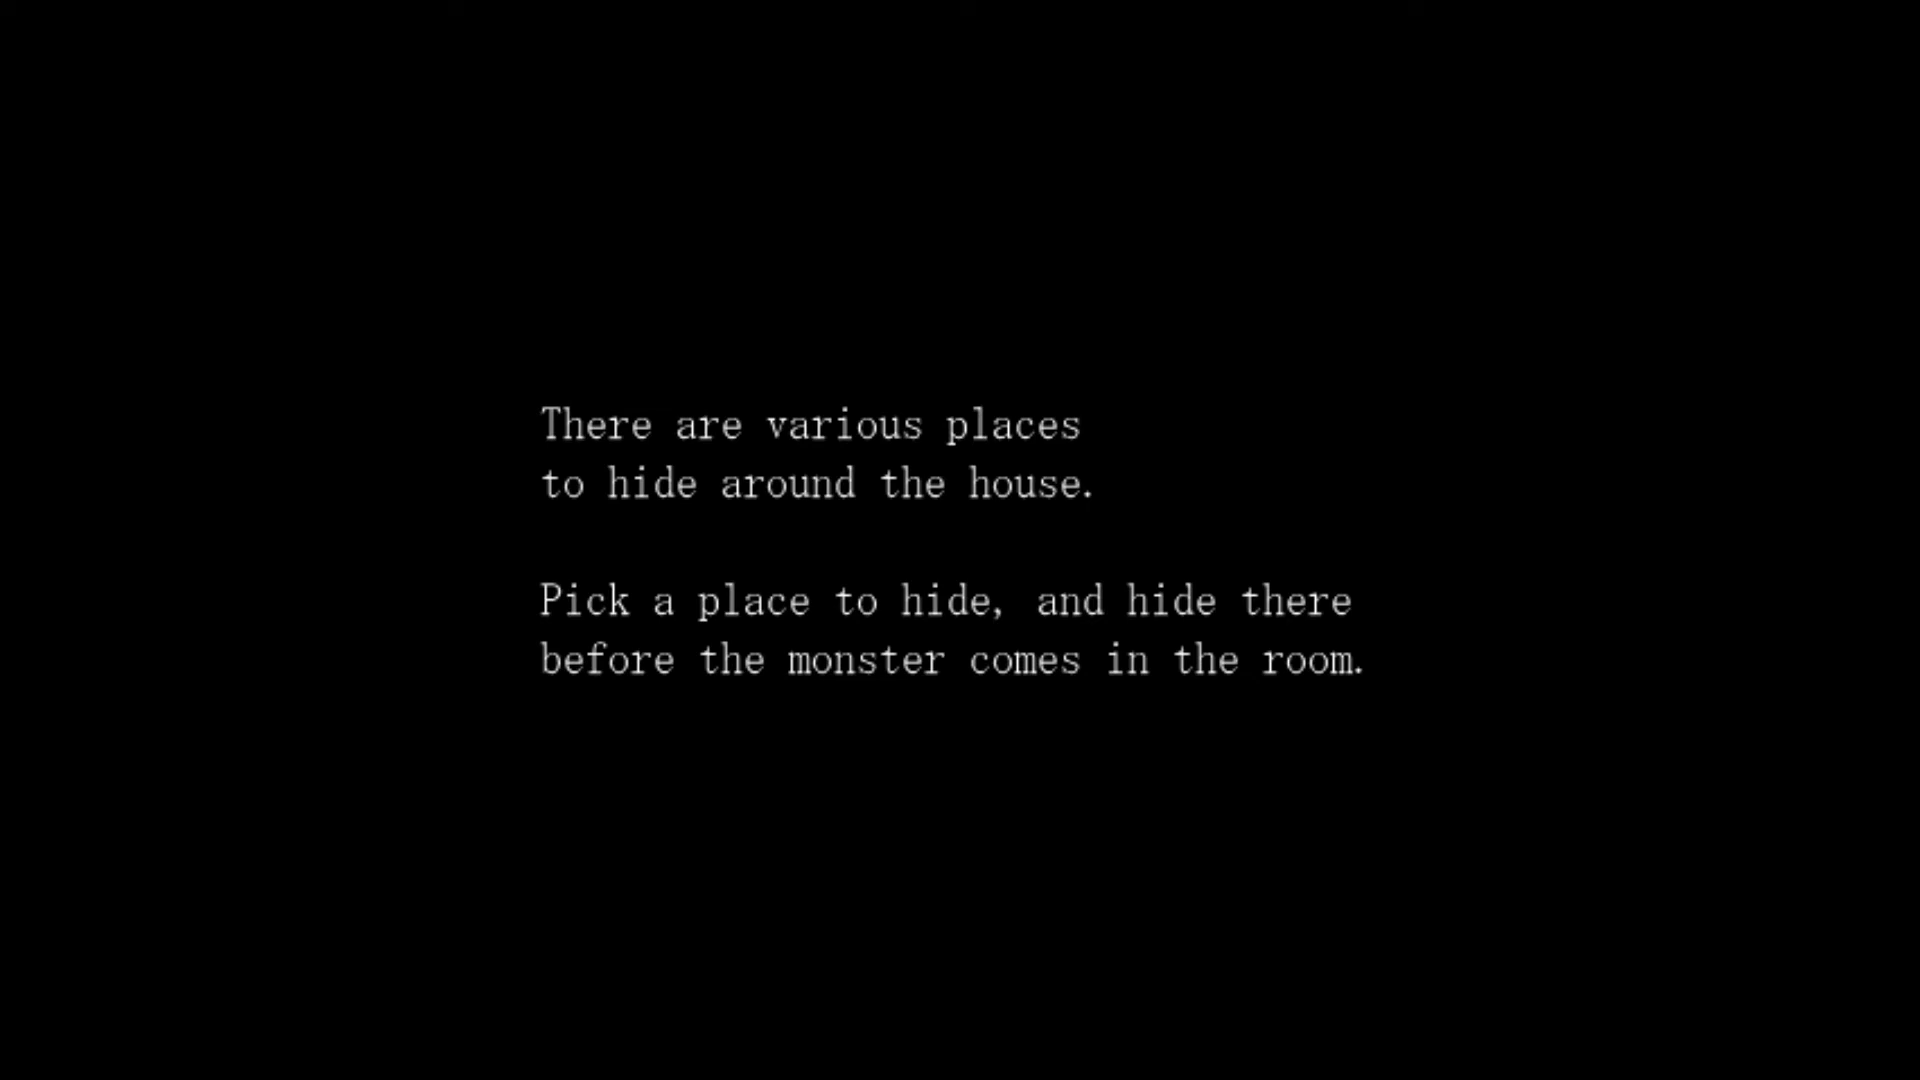 There are various places
to hide around the house.
Pick a place to hide, and hide there
before the monster comes in the room.